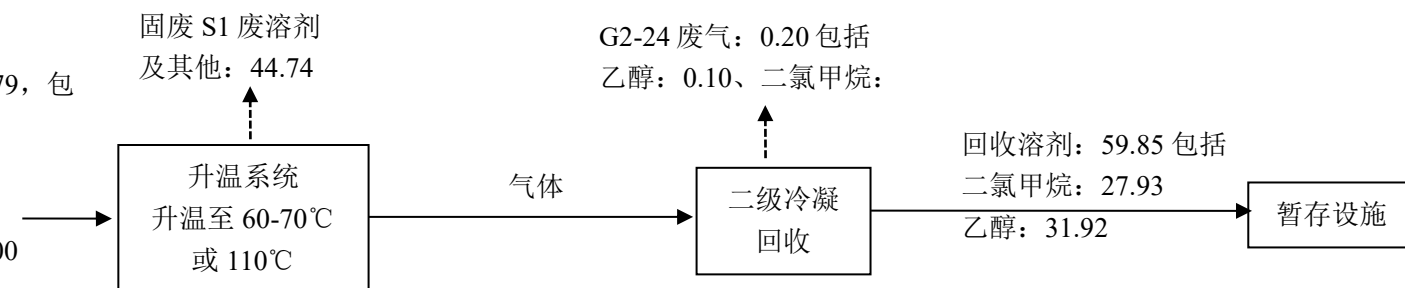 固废 S1 废溶剂
及其他：44.74
G2-24 废气：0.20 包括
乙醇：0.10、二氯甲烷：
79，包
00
升温系统
升温至 60-70℃
或 110℃
气体
二级冷凝
回收
回收溶剂：59.85 包括
二氯甲烷：27.93
乙醇：31.92
暂存设施